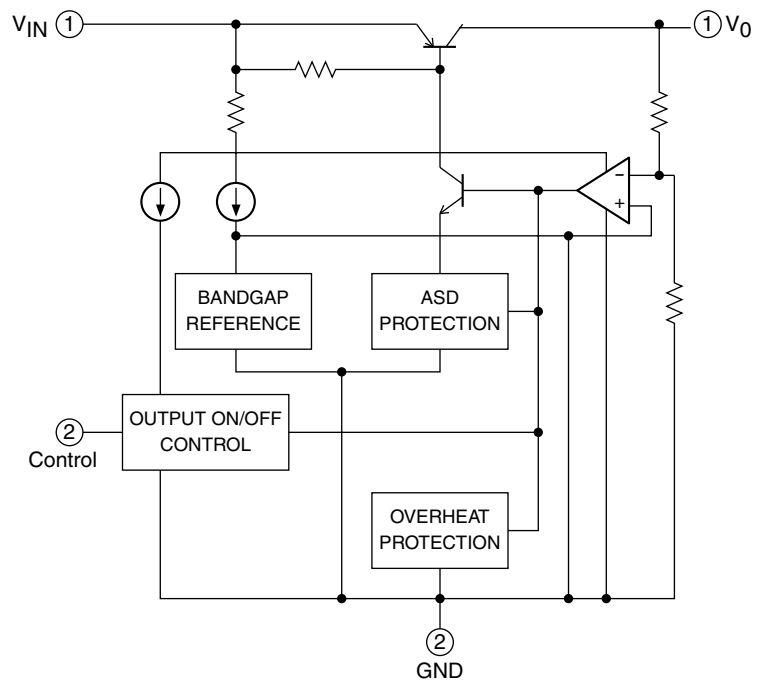 VIN 1
1 V0
−
+
BANDGAP
REFERENCE
ASD
PROTECTION
OUTPUT ON/OFF
CONTROL
2
Control
OVERHEAT
PROTECTION
2
GND